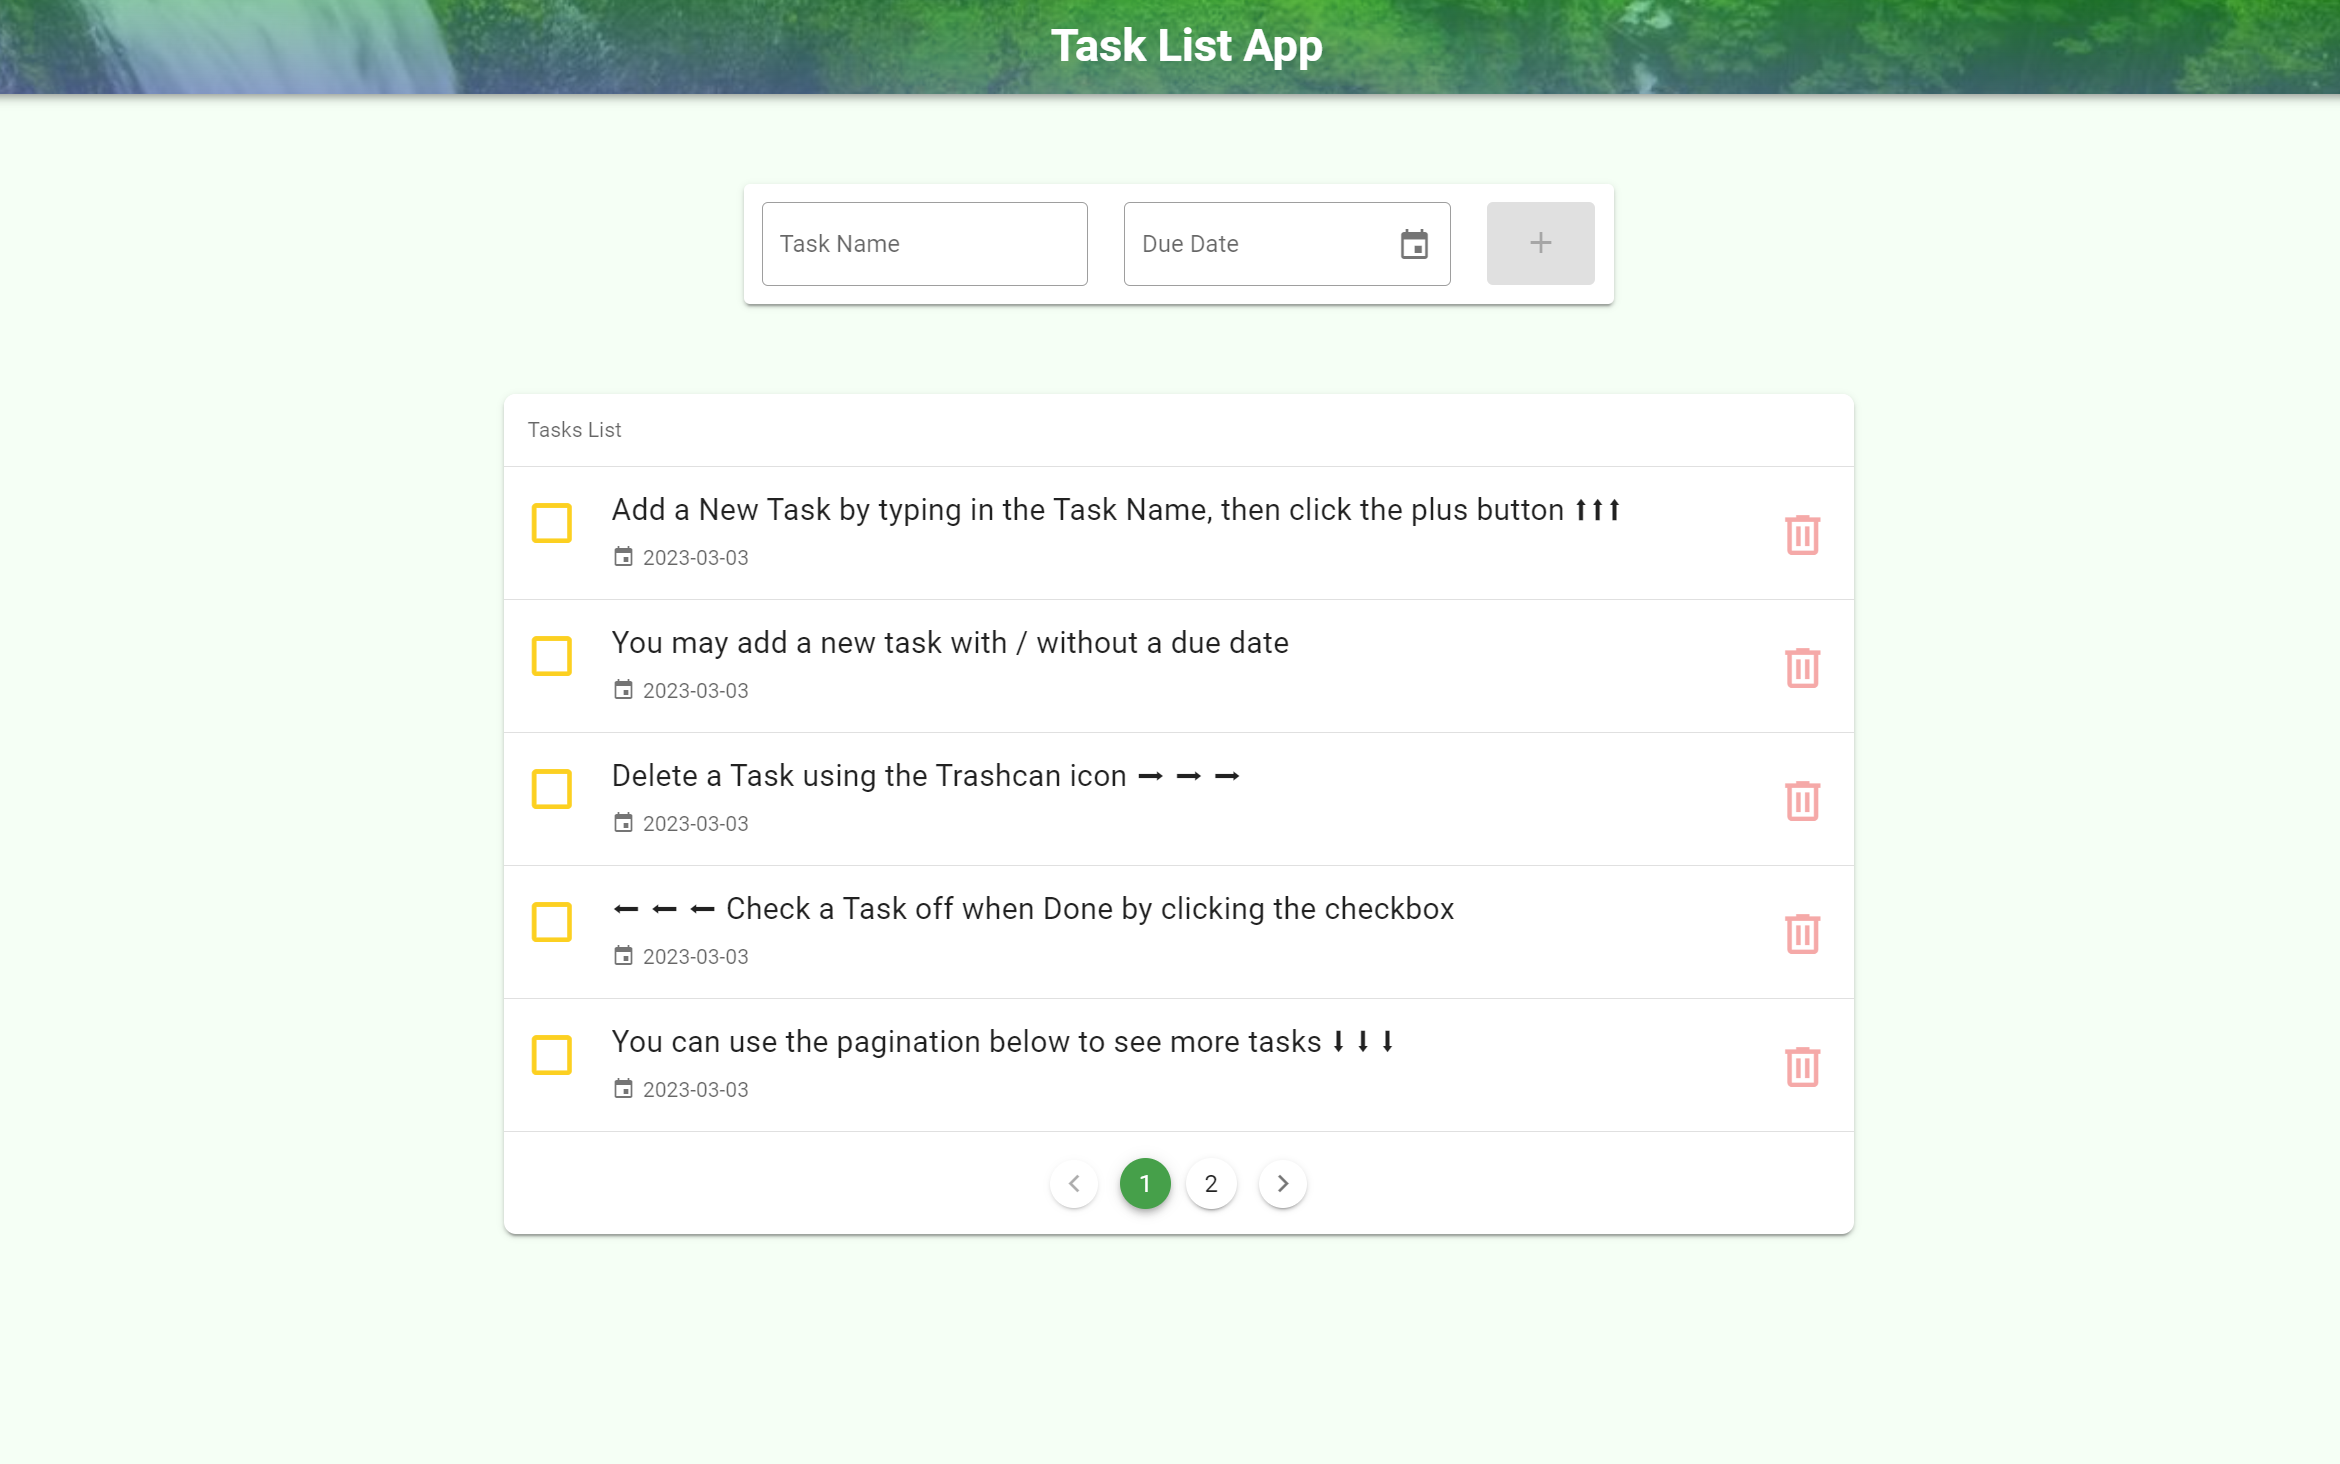 Task List App
Task Name
Due Date
+
Tasks List
Add a New Task by typing in the Task Name, then click the plus button ⬆⬆⬆
2023-03-03
You may add a new task with / without a due date
2023-03-03
Delete a Task using the Trashcan icon ➡ ➡ ➡
2023-03-03
⬅ ⬅ ⬅ Check a Task off when Done by clicking the checkbox
2023-03-03
You can use the pagination below to see more tasks ⬇ ⬇ ⬇
2023-03-03
1 2